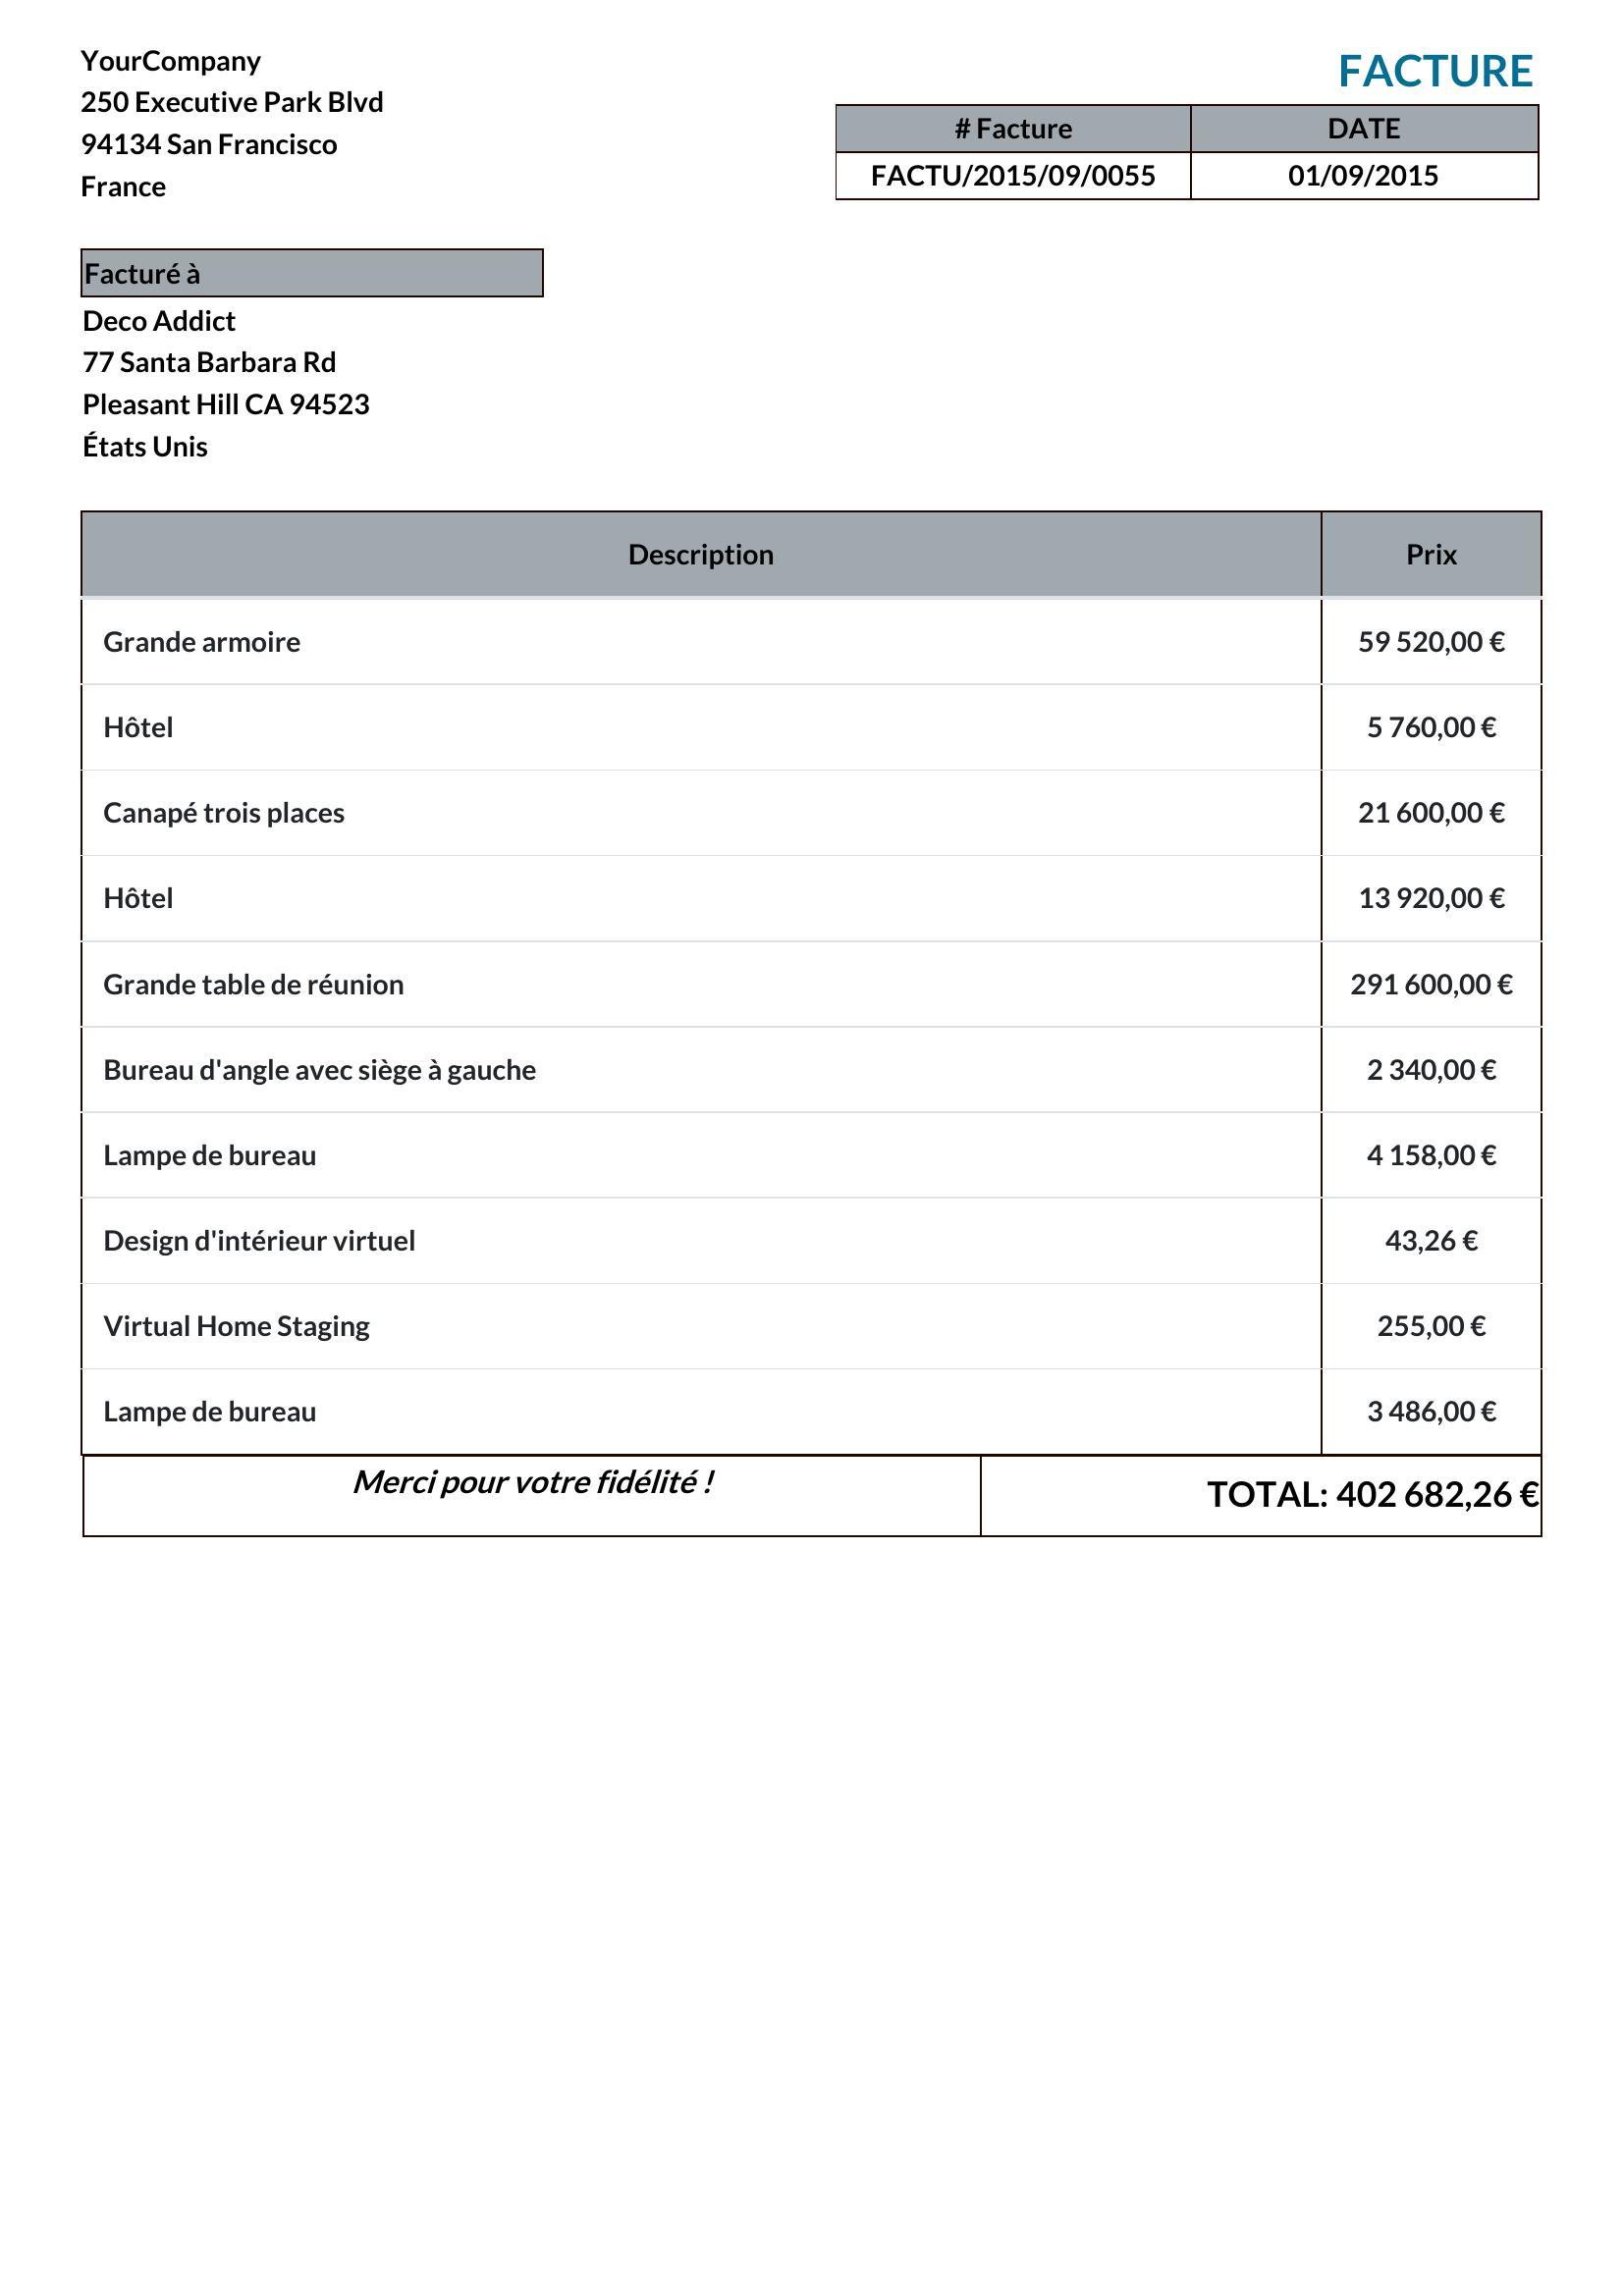 YourCompany
250 Executive Park Blvd
94134 San Francisco
France
FACTURE
# Facture DATE
FACTU/2015/09/0055 01/09/2015
Facturé à
Deco Addict
77 Santa Barbara Rd
Pleasant Hill CA 94523
États Unis
Description Prix
Grande armoire 59 520,00 €
Hôtel 5 760,00 €
Canapé trois places 21 600,00 €
Hôtel 13 920,00 €
Grande table de réunion 291 600,00 €
Bureau d'angle avec siège à gauche 2 340,00 €
Lampe de bureau 4 158,00 €
Design d'intérieur virtuel 43,26 €
Virtual Home Staging 255,00 €
Lampe de bureau 3 486,00 €
Merci pour votre fidélité ! TOTAL: 402 682,26 €